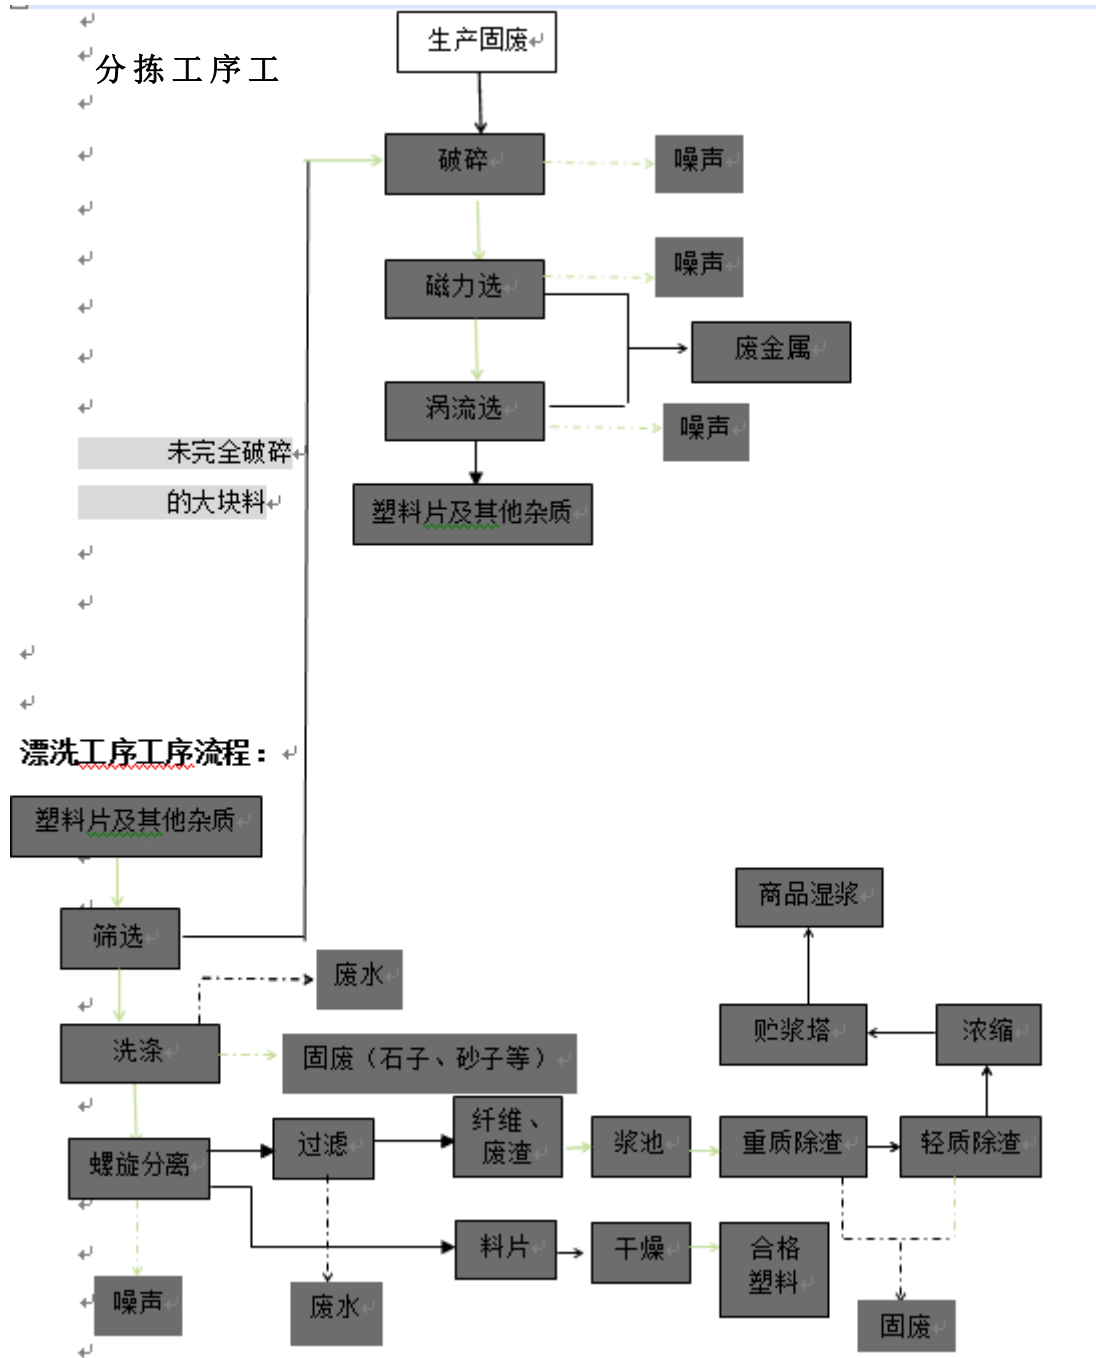 生产固废
分拣工序工
破碎
噪声
磁力选
噪声
废金属
涡流选
噪声
未完全破碎
的大块料
塑料片及其他杂质
漂洗工序工序流程：
塑料片及其他杂质
商品湿浆
筛选
废水
贮浆塔
浓缩
洗涤
固废（石子、砂子等）
纤维、
废渣
过滤
浆池
重质除渣
轻质除渣
螺旋分离
料片
干燥
合格
塑料
噪声
废水
固废